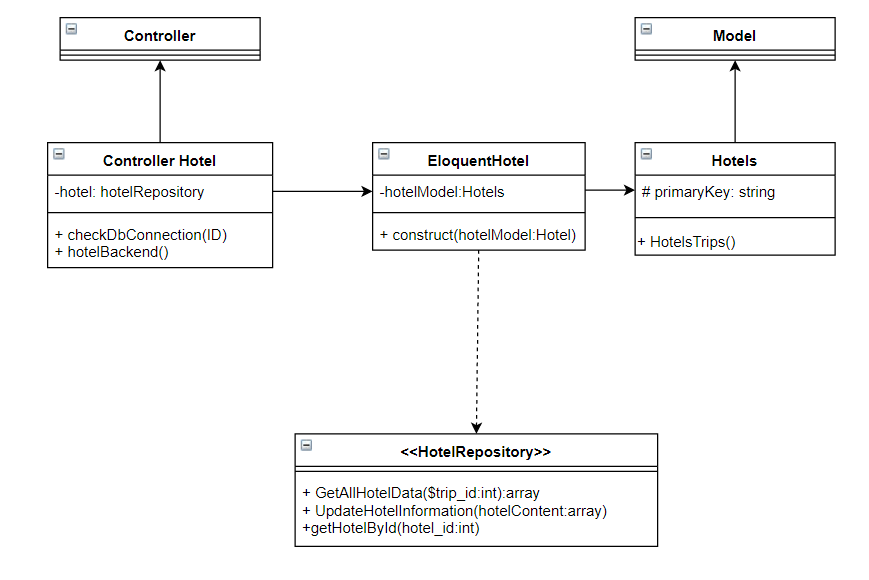 Controller
Model
Controller Hotel
-hotel: hotelRepository
+ checkDbConnection(ID)
+ hotelBackend()
EloquentHotel
-hotelModel:Hotels
+ construct(hotelModel:Hotel)
Hotels
# primaryKey: string
+ HotelsTrips()
<<HotelRepository>>
+ GetAllHotelData($trip_id:int):array
+ UpdateHotelInformation(hotelContent:array)
+getHotelById(hotel_id:int)